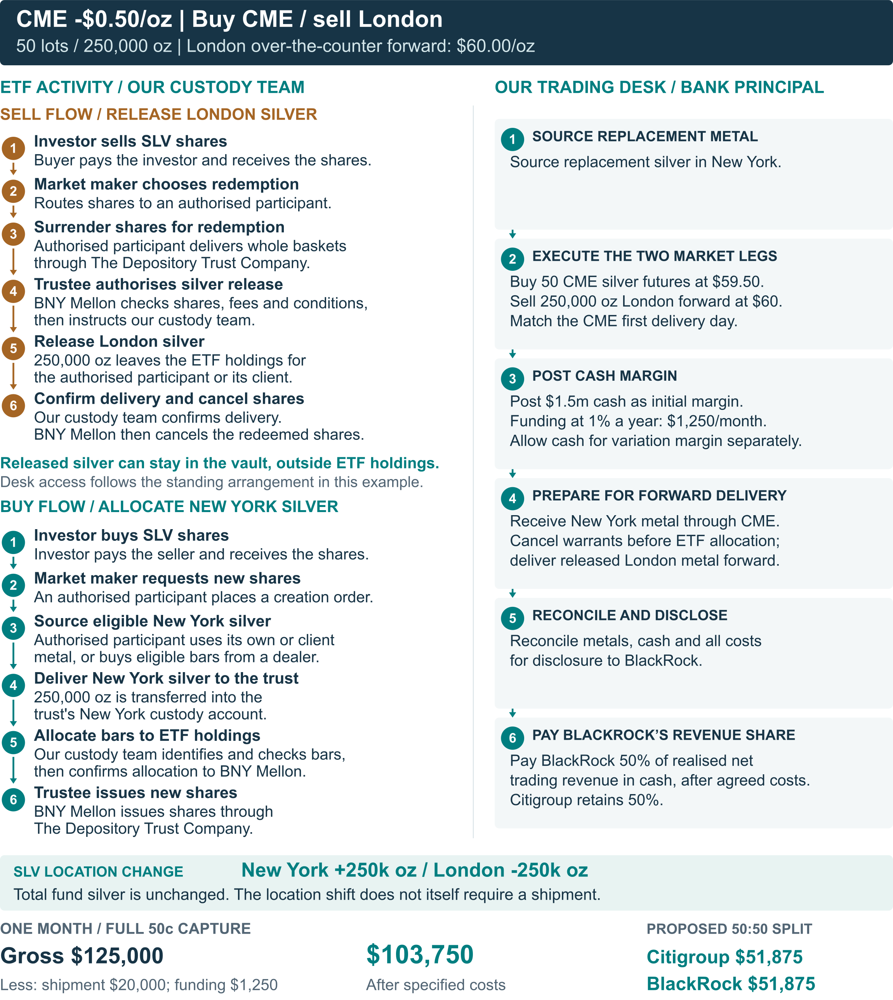 CME -$0.50/oz | Buy CME / sell London
50 lots / 250,000 oz | London over-the-counter forward: $60.00/oz
ETF ACTIVITY / OUR CUSTODY TEAM
SELL FLOW / RELEASE LONDON SILVER
1
Investor sells SLV shares
Buyer pays the investor and receives the shares.
2
Market maker chooses redemption
Routes shares to an authorised participant.
3
Surrender shares for redemption
Authorised participant delivers whole baskets
through The Depository Trust Company.
4
Trustee authorises silver release
BNY Mellon checks shares, fees and conditions,
then instructs our custody team.
5
Release London silver
250,000 oz leaves the ETF holdings for
the authorised participant or its client.
6
Confirm delivery and cancel shares
Our custody team confirms delivery.
BNY Mellon then cancels the redeemed shares.
Released silver can stay in the vault, outside ETF holdings.
Desk access follows the standing arrangement in this example.
BUY FLOW / ALLOCATE NEW YORK SILVER
1
Investor buys SLV shares
Investor pays the seller and receives the shares.
2
Market maker requests new shares
An authorised participant places a creation order.
3
Source eligible New York silver
Authorised participant uses its own or client
metal, or buys eligible bars from a dealer.
4
Deliver New York silver to the trust
250,000 oz is transferred into the
trust's New York custody account.
5
Allocate bars to ETF holdings
Our custody team identifies and checks bars,
then confirms allocation to BNY Mellon.
6
Trustee issues new shares
BNY Mellon issues shares through
The Depository Trust Company.
OUR TRADING DESK / BANK PRINCIPAL
1
SOURCE REPLACEMENT METAL
Source replacement silver in New York.
2
EXECUTE THE TWO MARKET LEGS
Buy 50 CME silver futures at $59.50.
Sell 250,000 oz London forward at $60.
Match the CME first delivery day.
3
POST CASH MARGIN
Post $1.5m cash as initial margin.
Funding at 1% a year: $1,250/month.
Allow cash for variation margin separately.
4
PREPARE FOR FORWARD DELIVERY
Receive New York metal through CME.
Cancel warrants before ETF allocation;
deliver released London metal forward.
5
RECONCILE AND DISCLOSE
Reconcile metals, cash and all costs
for disclosure to BlackRock.
6
PAY BLACKROCK’S REVENUE SHARE
Pay BlackRock 50% of realised net
trading revenue in cash, after agreed costs.
Citigroup retains 50%.
SLV LOCATION CHANGE
New York +250k oz / London -250k oz
Total fund silver is unchanged. The location shift does not itself require a shipment.
ONE MONTH / FULL 50c CAPTURE
Gross $125,000
Less: shipment $20,000; funding $1,250
$103,750
After specified costs
PROPOSED 50:50 SPLIT
Citigroup $51,875
BlackRock $51,875